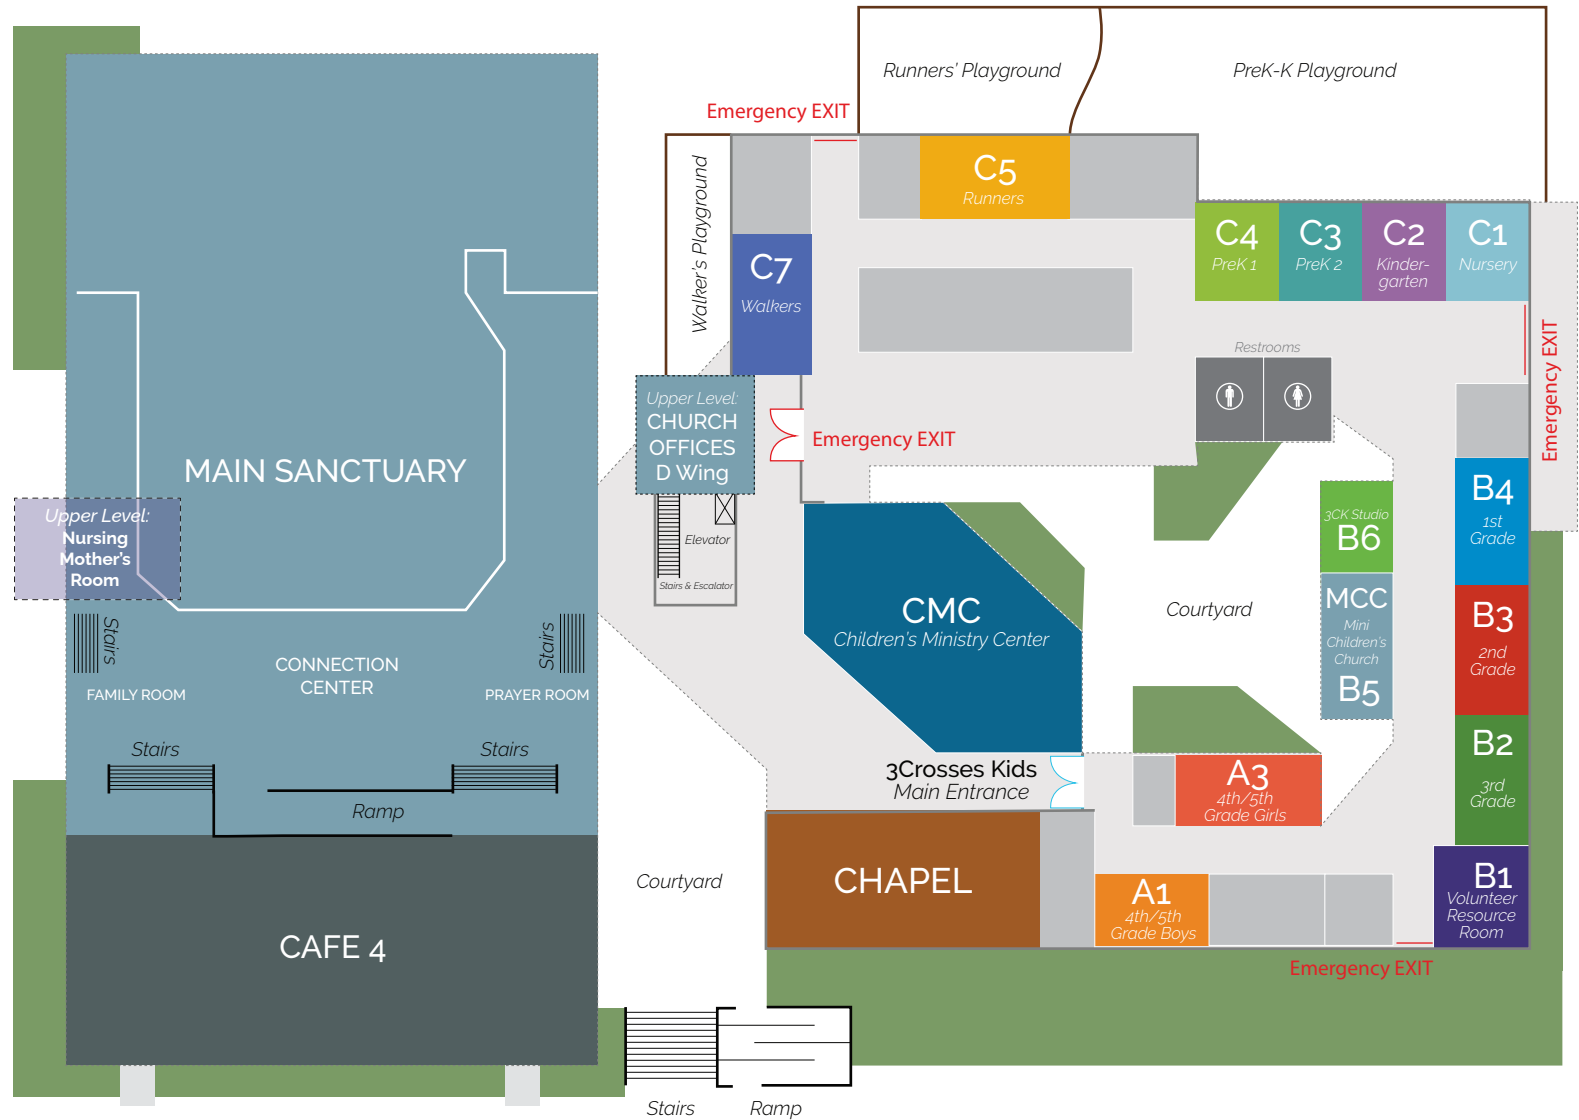 Runners' Playground
PreK-K Playground
Emergency EXIT
Walker's Playground
C5
Runners
C4
PreK 1
C3
PreK 2
C2
Kinder-
garten
C1
Nursery
C7
Walkers
Restrooms
Emergency EXIT
Upper Level:
CHURCH
OFFICES
D Wing
Emergency EXIT
MAIN SANCTUARY
Upper Level:
Nursing
Mother's
Room
Elevator
Stairs & Escalator
3CK Studio
B6
B4
1st
Grade
CMC
Children's Ministry Center
Courtyard
MCC
Mini
Children's
Church
B5
B3
2nd
Grade
Stairs
Stairs
CONNECTION
CENTER
FAMILY ROOM
PRAYER ROOM
Stairs
Stairs
Ramp
3Crosses Kids
Main Entrance
A3
4th/5th
Grade Girls
B2
3rd
Grade
CHAPEL
Courtyard
A1
4th/5th
Grade Boys
B1
Volunteer
Resource
Room
CAFE 4
Emergency EXIT
Stairs
Ramp